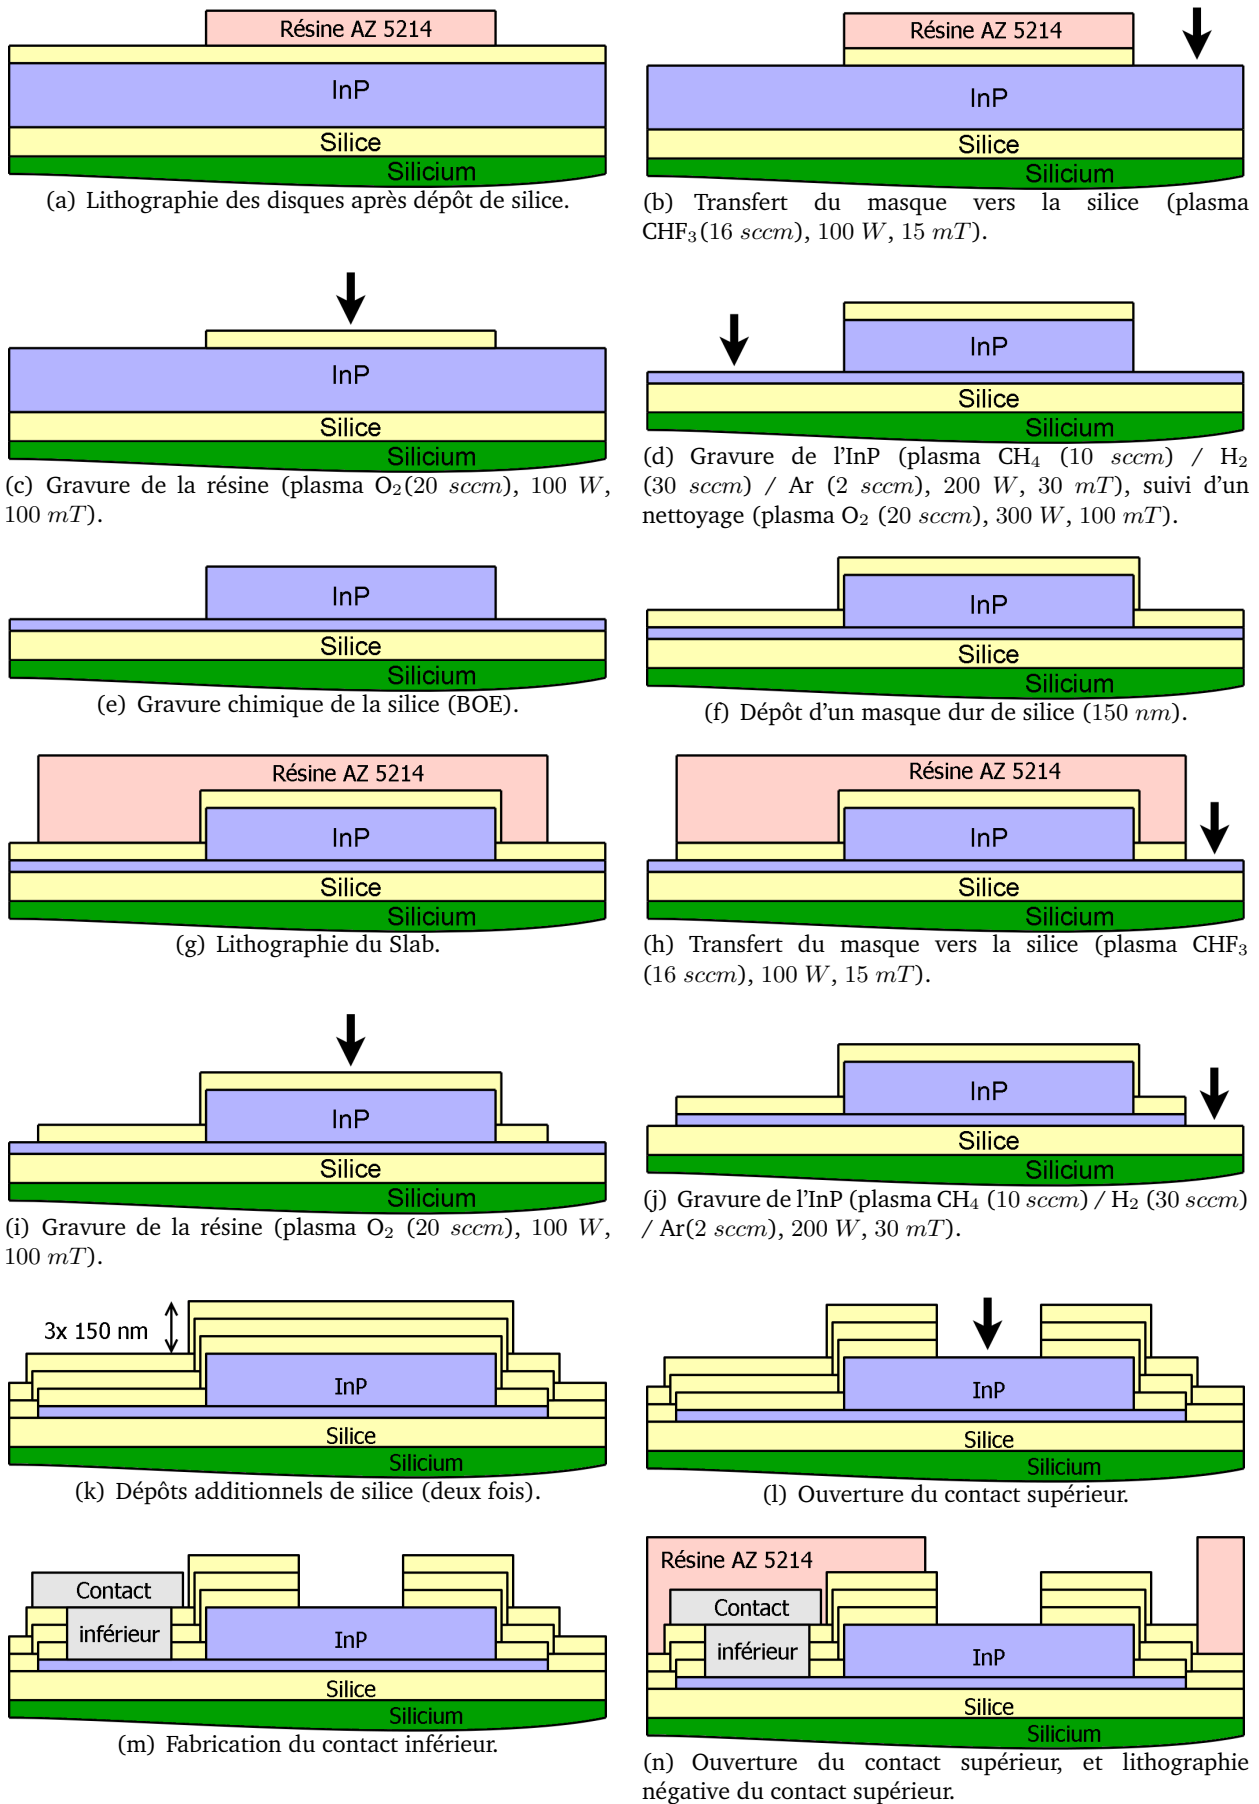 Résine AZ 5214
InP
Silice
Silicium
(a) Lithographie des disques après dépôt de silice.
Résine AZ 5214
InP
Silice
Silicium
(b) Transfert du masque vers la silice (plasma
CHF₃(16 sccm), 100 W, 15 mT).
InP
Silice
Silicium
(c) Gravure de la résine (plasma O₂(20 sccm), 100 W,
100 mT).
InP
Silice
Silicium
(d) Gravure de l'InP (plasma CH₄ (10 sccm) / H₂
(30 sccm) / Ar (2 sccm), 200 W, 30 mT), suivi d'un
nettoyage (plasma O₂ (20 sccm), 300 W, 100 mT).
InP
Silice
Silicium
(e) Gravure chimique de la silice (BOE).
InP
Silice
Silicium
(f) Dépôt d'un masque dur de silice (150 nm).
Résine AZ 5214
InP
Silice
Silicium
(g) Lithographie du Slab.
Résine AZ 5214
InP
Silice
Silicium
(h) Transfert du masque vers la silice (plasma CHF₃
(16 sccm), 100 W, 15 mT).
InP
Silice
Silicium
(i) Gravure de la résine (plasma O₂ (20 sccm), 100 W,
100 mT).
InP
Silice
Silicium
(j) Gravure de l'InP (plasma CH₄ (10 sccm) / H₂ (30 sccm)
/ Ar(2 sccm), 200 W, 30 mT).
3x 150 nm
InP
Silice
Silicium
(k) Dépôts additionnels de silice (deux fois).
InP
Silice
Silicium
(l) Ouverture du contact supérieur.
Contact
inférieur
InP
Silice
Silicium
(m) Fabrication du contact inférieur.
Résine AZ 5214
Contact
inférieur
InP
Silice
Silicium
(n) Ouverture du contact supérieur, et lithographie
négative du contact supérieur.